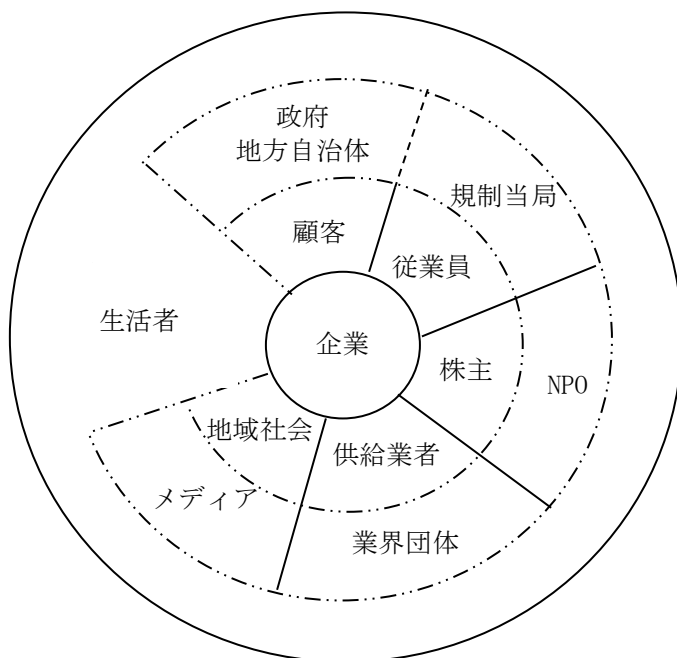 政府
地方自治体
規制当局
顧客
従業員
生活者
企業
株主
NPO
地域社会
供給業者
メディア
業界団体